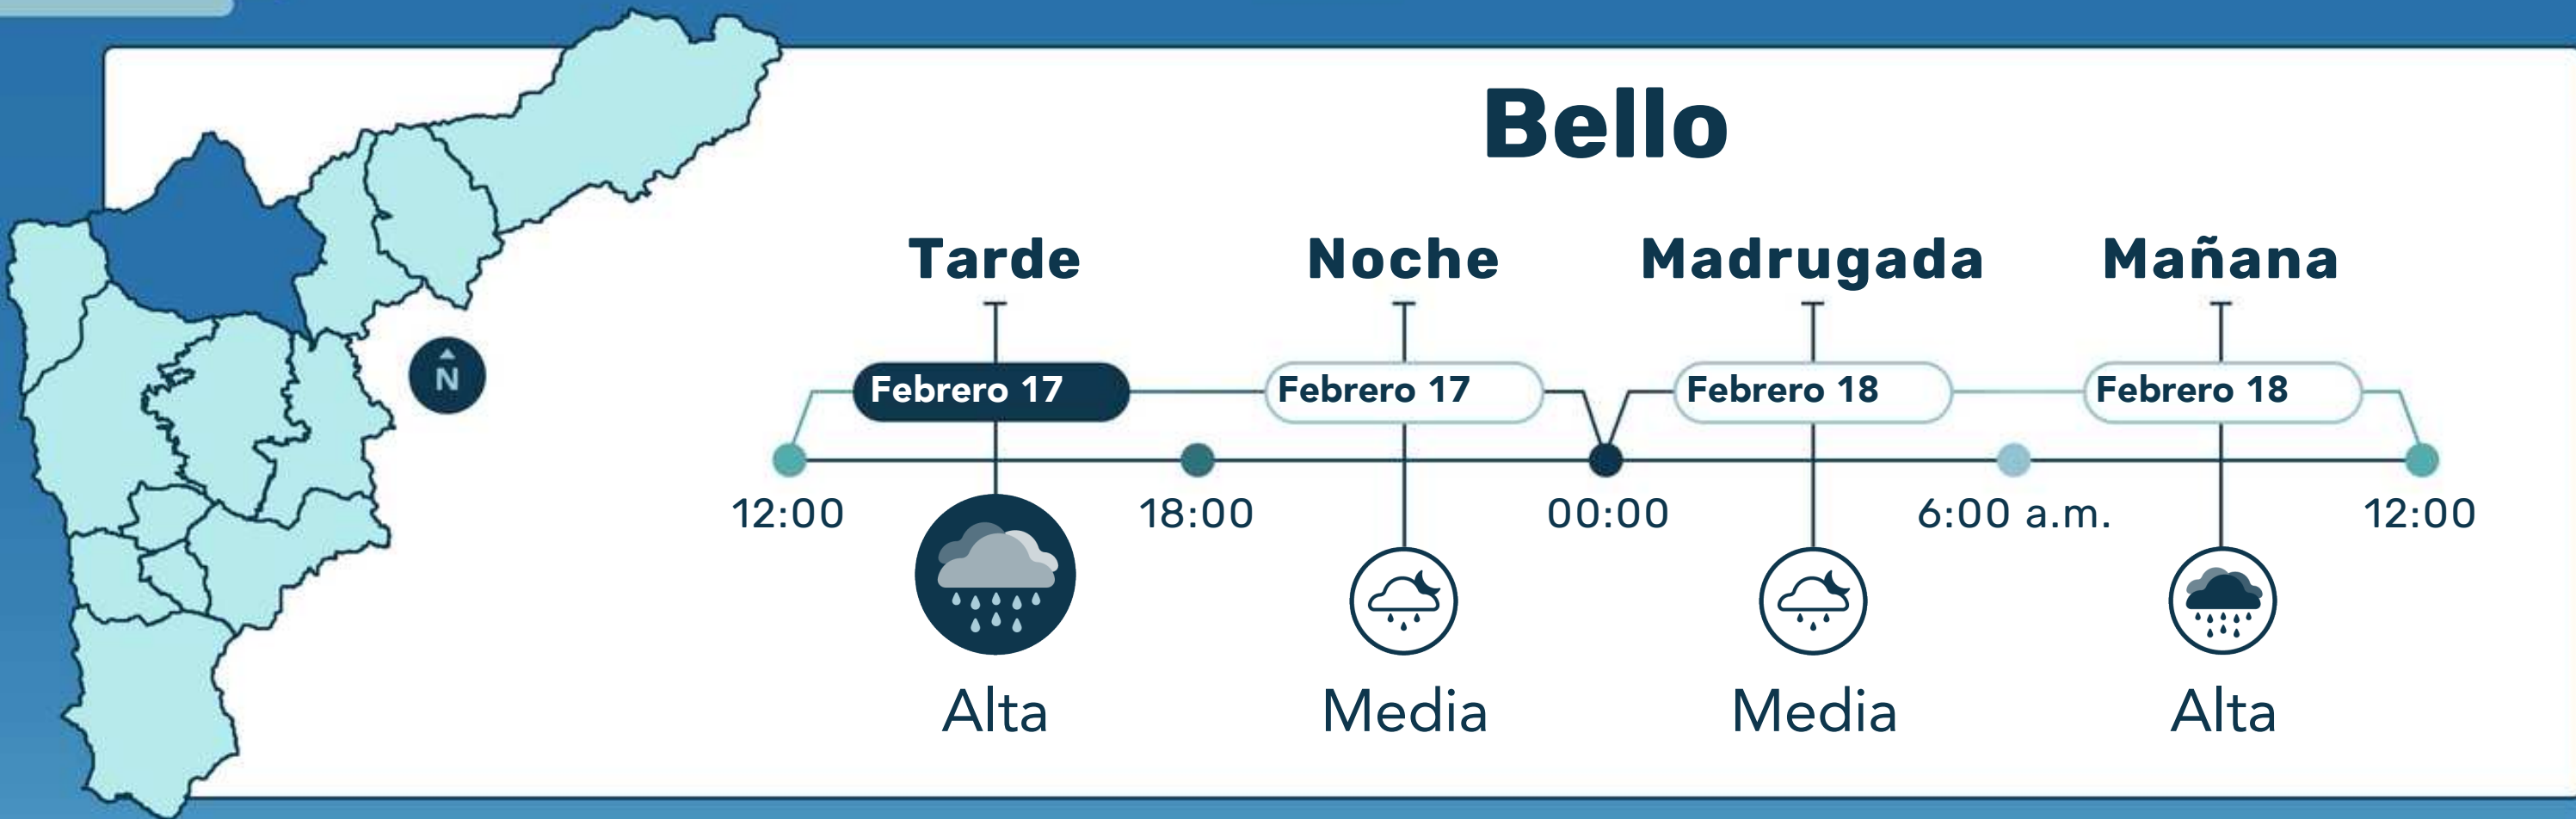 Bello
Tarde
Noche
Madrugada
Mañana
Febrero 17
Febrero 17
Febrero 18
Febrero 18
N
12:00
18:00
00:00
6:00 a.m.
12:00
Alta
Media
Media
Alta